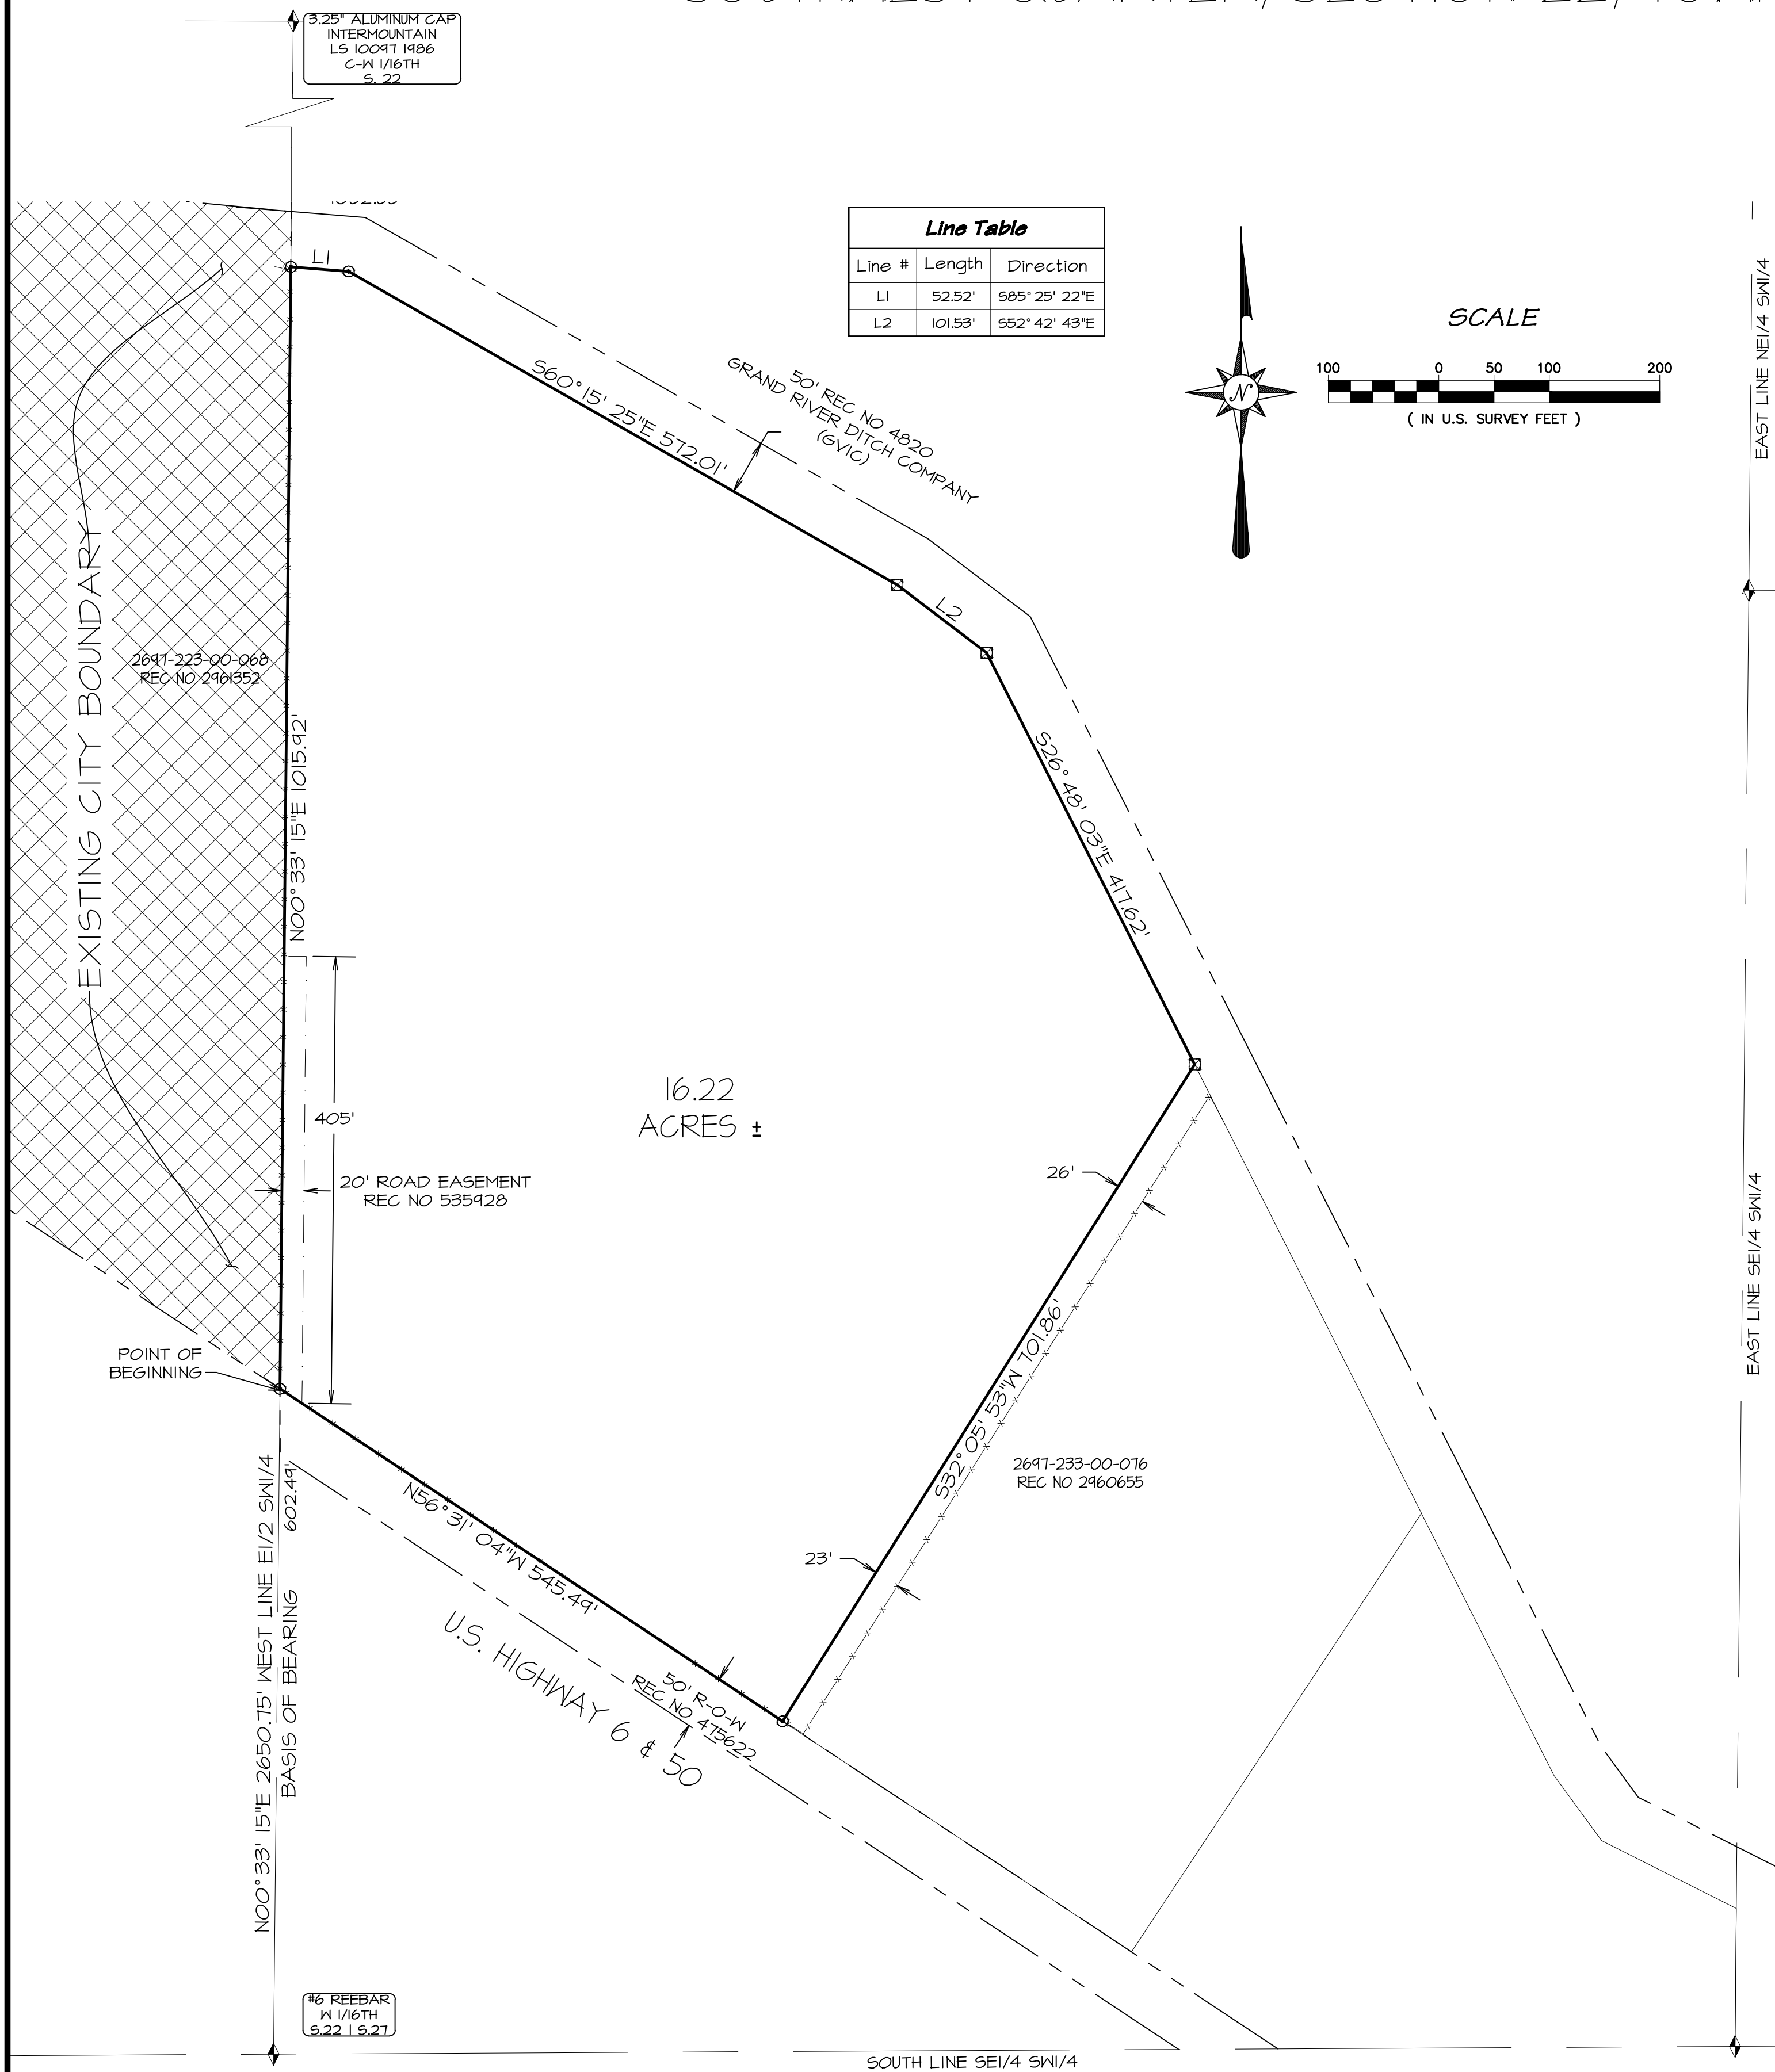 3.25" ALUMINUM CAP
INTERMOUNTAIN
LS 10097 1986
C-W 1/16TH
S. 22
Line Table
Line # Length Direction
L1 52.52' S85° 25' 22"E
L2 101.53' S52° 42' 43"E
SCALE
100 0 50 100 200
( IN U.S. SURVEY FEET )
N
EAST LINE NE1/4 SW1/4
L1
S60° 15' 25"E 572.01'
50' REC NO 4820
GRAND RIVER DITCH COMPANY
(GVIC)
L2
EXISTING CITY BOUNDARY
2697-223-00-068
REC NO 2961352
N00° 33' 15"E 1015.92'
S26° 48' 03"E 417.62'
16.22
ACRES ±
405'
20' ROAD EASEMENT
REC NO 535928
26'
EAST LINE SE1/4 SW1/4
POINT OF
BEGINNING
S32° 05' 53"W 701.86'
2697-233-00-076
REC NO 2960655
23'
N00° 33' 15"E 2650.75' WEST LINE E1/2 SW1/4
BASIS OF BEARING 602.49'
N56° 31' 04"W 545.49'
U.S. HIGHWAY 6 & 50
50' R-O-W
REC NO 475622
#6 REEBAR
W 1/16TH
S.22 | S.27
SOUTH LINE SE1/4 SW1/4